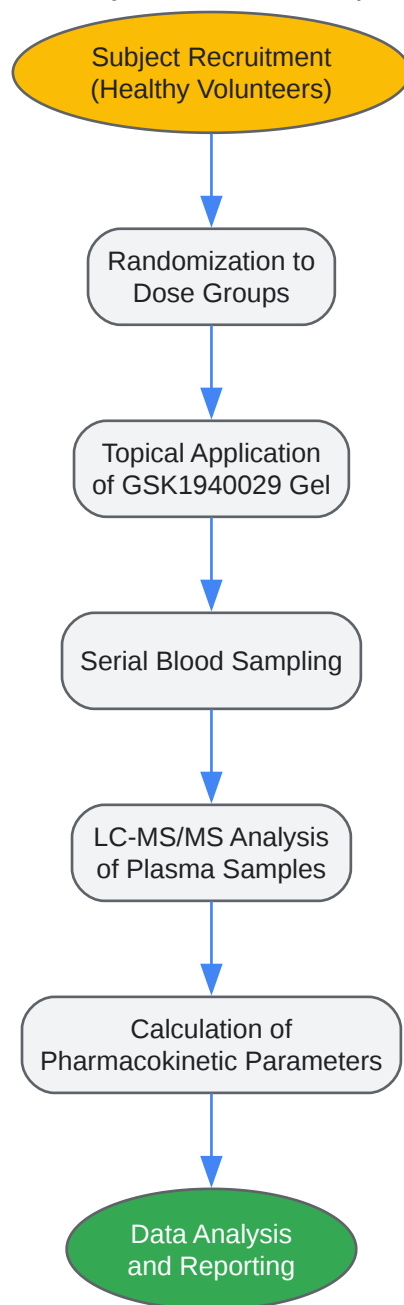 Subject Recruitment
(Healthy Volunteers)
Randomization to
Dose Groups
Topical Application
of GSK1940029 Gel
Serial Blood Sampling
LC-MS/MS Analysis
of Plasma Samples
Calculation of
Pharmacokinetic Parameters
Data Analysis
and Reporting